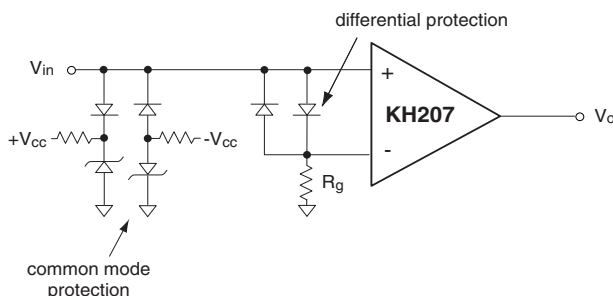 differential protection
Vin
+
KH207
-
Vo
+Vcc
-Vcc
Rg
common mode
protection